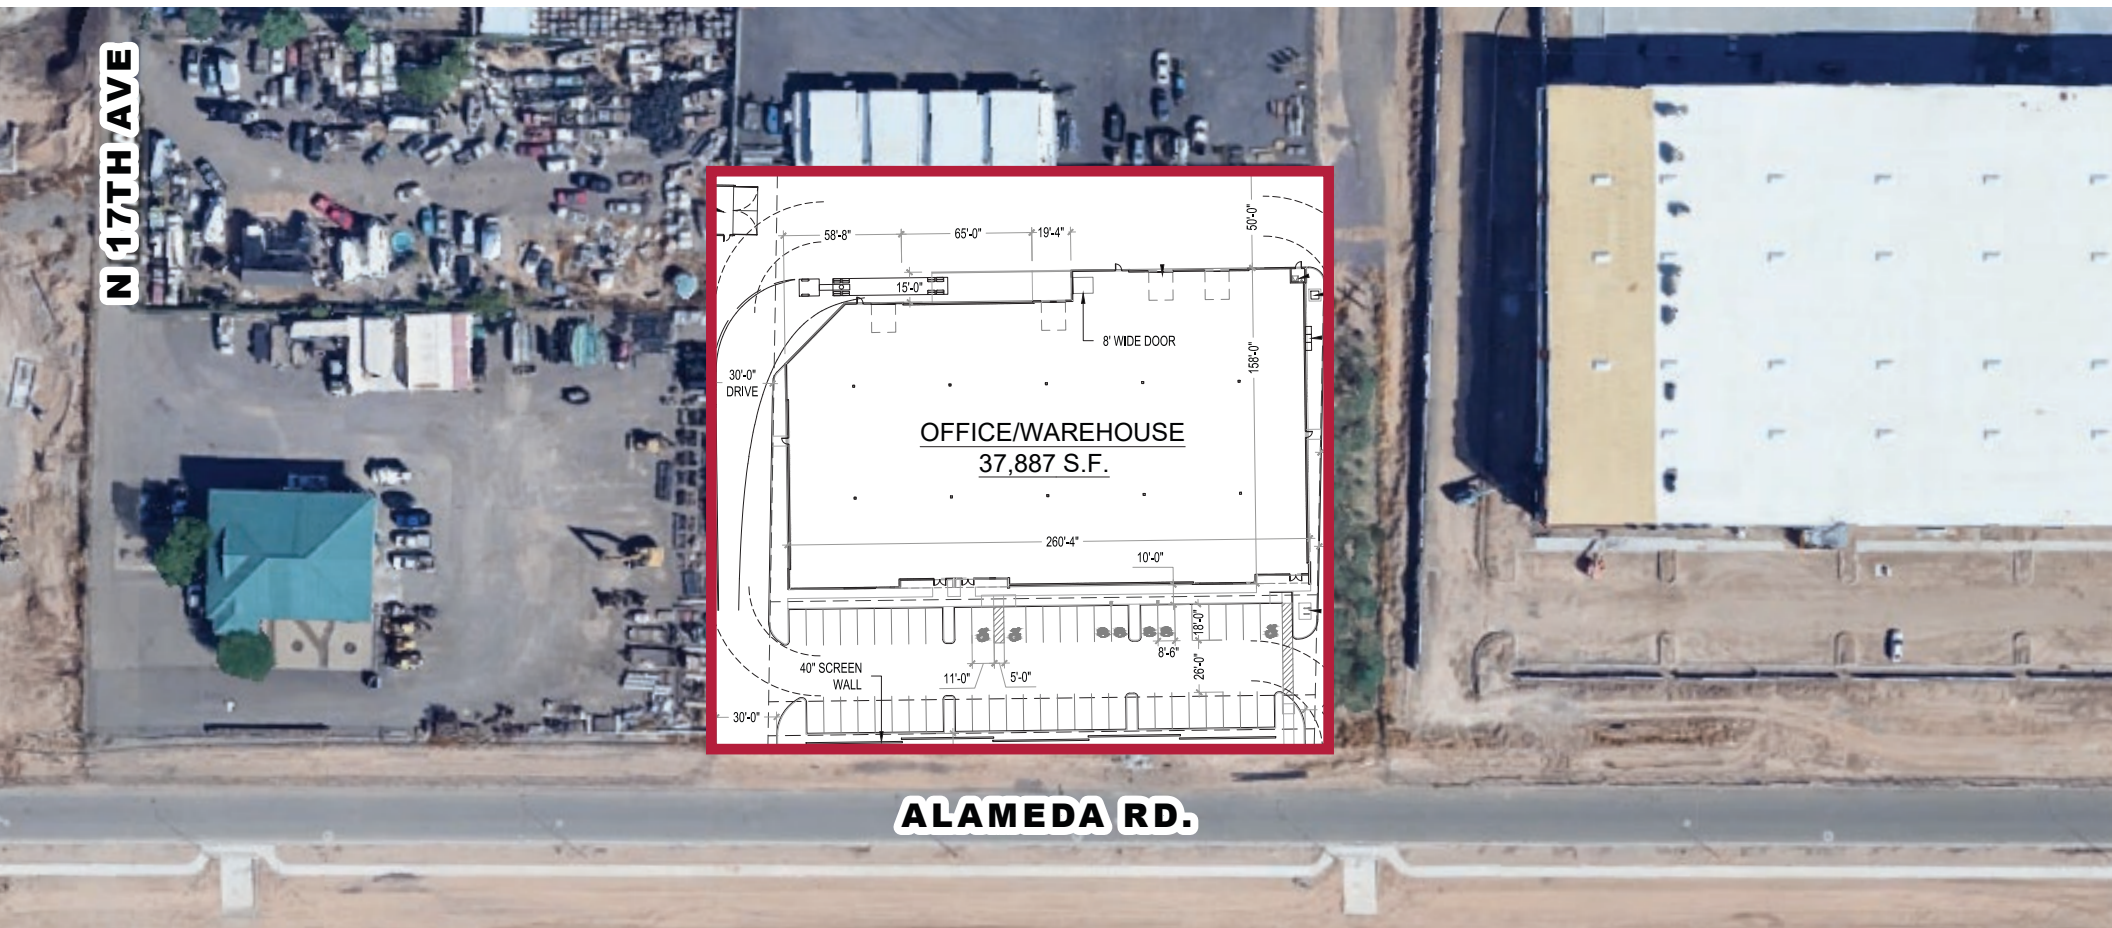 N 17TH AVE
58'-8"
65'-0"
19'-4"
50'-0"
15'-0"
8' WIDE DOOR
158'-0"
30'-0"
DRIVE
OFFICE/WAREHOUSE
37,887 S.F.
260'-4"
10'-0"
18'-0"
8'-6"
26'-0"
40" SCREEN
WALL
11'-0"
5'-0"
30'-0"
ALAMEDA RD.